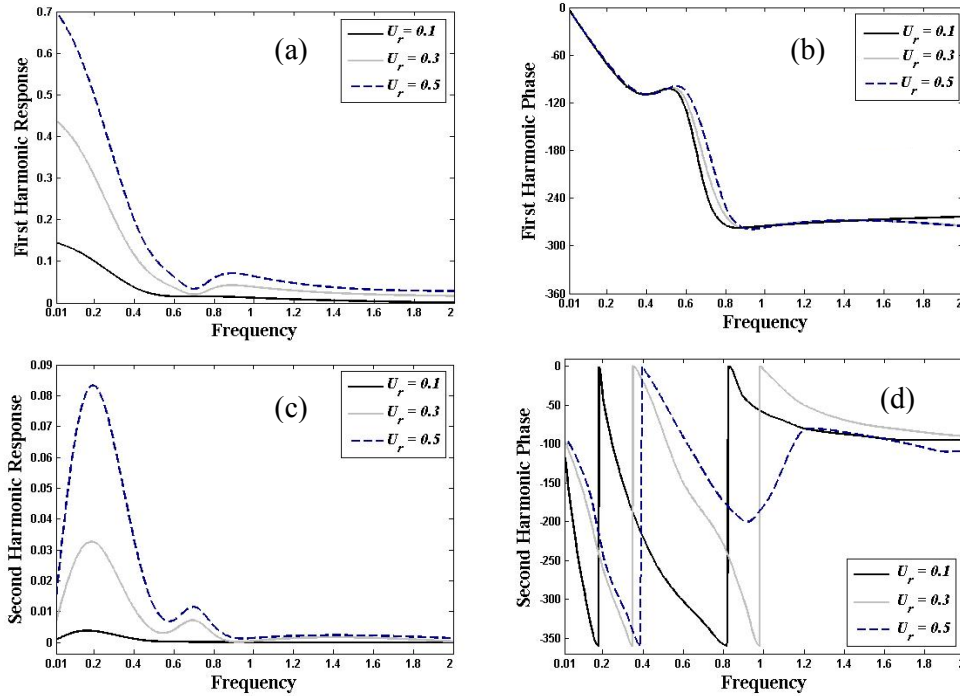 First Harmonic Response
0.7
0.6
0.5
0.4
0.3
0.2
0.1
0
(a)
U_r = 0.1
U_r = 0.3
U_r = 0.5
0.01 0.2 0.4 0.6 0.8 1 1.2 1.4 1.6 1.8 2
Frequency
First Harmonic Phase
0
-60
-120
-180
-240
-300
360
(b)
U_r = 0.1
U_r = 0.3
U_r = 0.5
0.01 0.2 0.4 0.6 0.8 1 1.2 1.4 1.6 1.8 2
Frequency
Second Harmonic Response
0.09
0.08
0.07
0.06
0.05
0.04
0.03
0.02
0.001
0
(c)
U_r = 0.1
U_r = 0.3
U_r = 0.5
0.01 0.2 0.4 0.6 0.8 1 1.2 1.4 1.6 1.8 2
Frequency
Second Harmonic Phase
0
-50
-100
-150
-200
-250
-300
-350
(d)
U_r = 0.1
U_r = 0.3
U_r = 0.5
0.01 0.2 0.4 0.6 0.8 1 1.2 1.4 1.6 1.8 2
Frequency